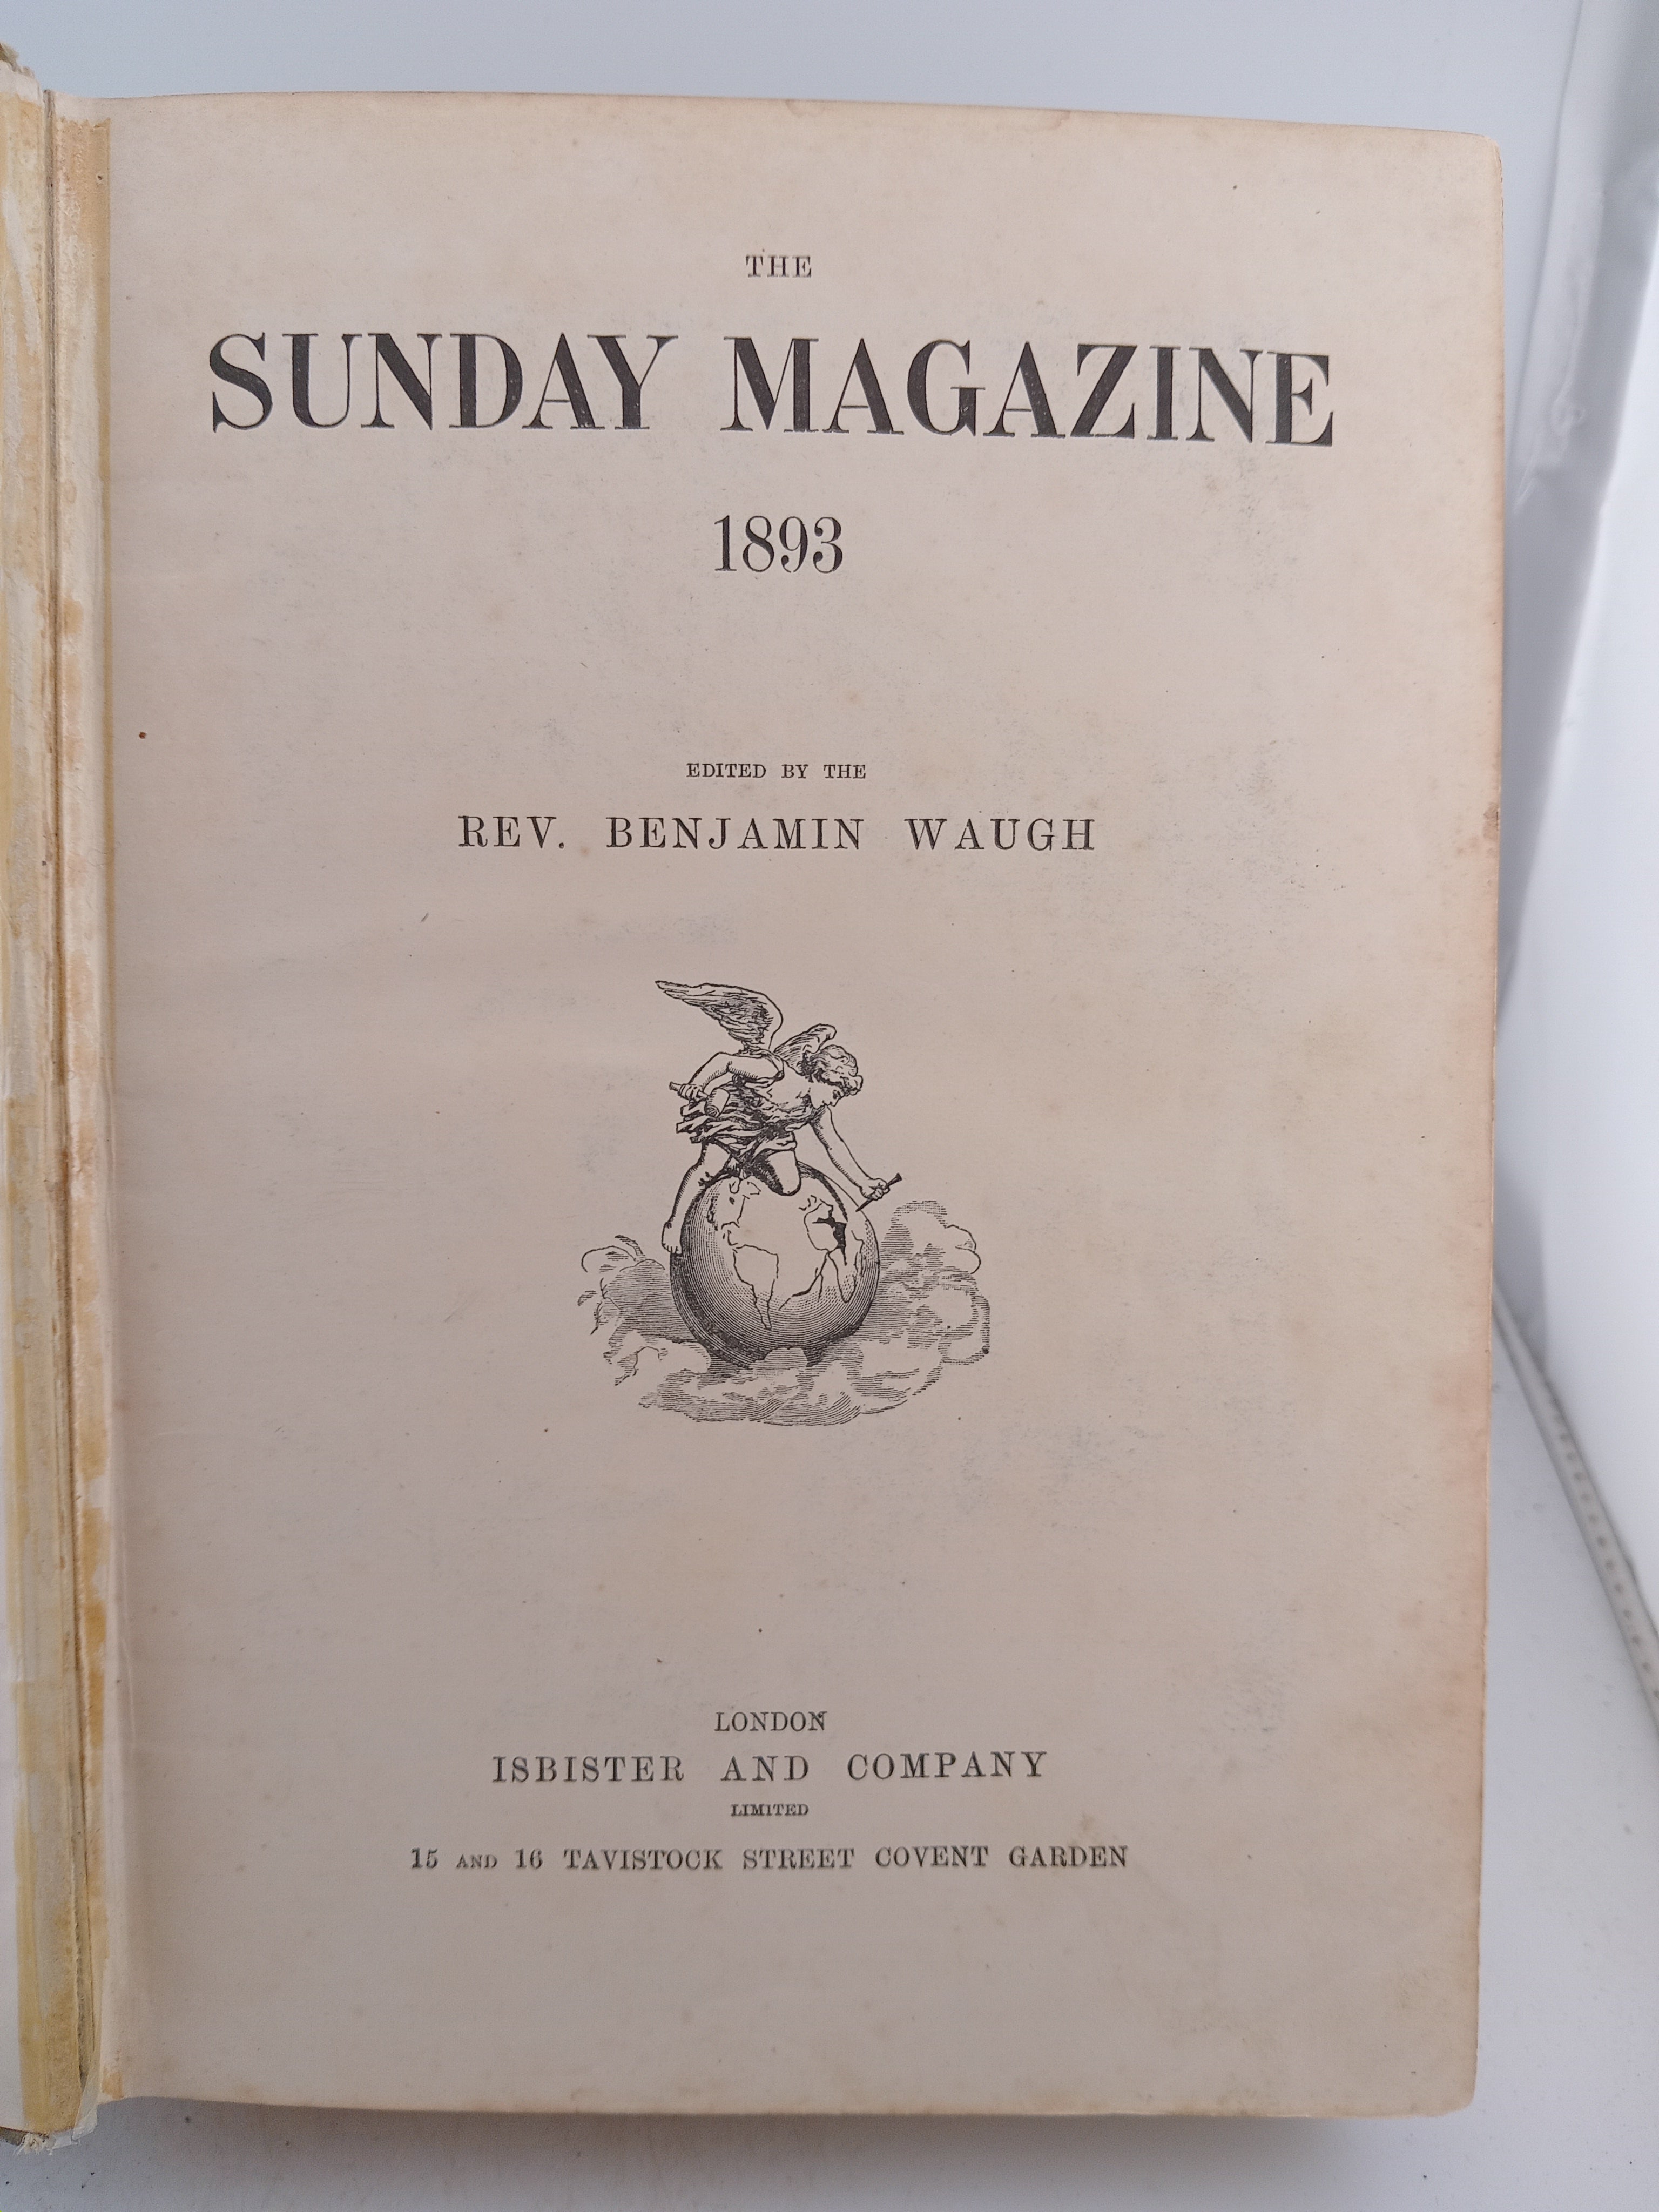 THE
SUNDAY MAGAZINE
1893
EDITED BY THE
REV. BENJAMIN WAUGH
LONDON
ISBISTER AND COMPANY
LIMITED
15 AND 16 TAVISTOCK STREET COVENT GARDEN